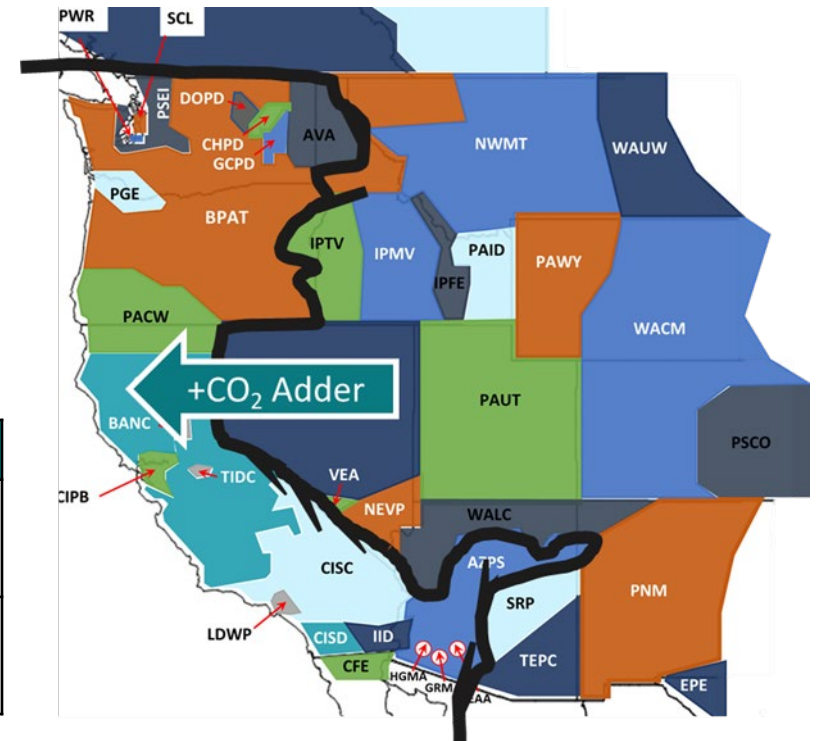 PWR
SCL
PSEI
DOPD
CHPD
GCPD
AVA
NWMT
WAUW
PGE
BPAT
IPTV
IPMV
PAID
IPFE
PAWY
PACW
WACM
+CO₂ Adder
PAUT
BANC
PSCO
TIDC
VEA
CIPB
NEVP
WALC
CISC
AZPS
SRP
PNM
LDWP
CISD
IID
TEPC
CFE
HGMA
GRM
EAA
EPE